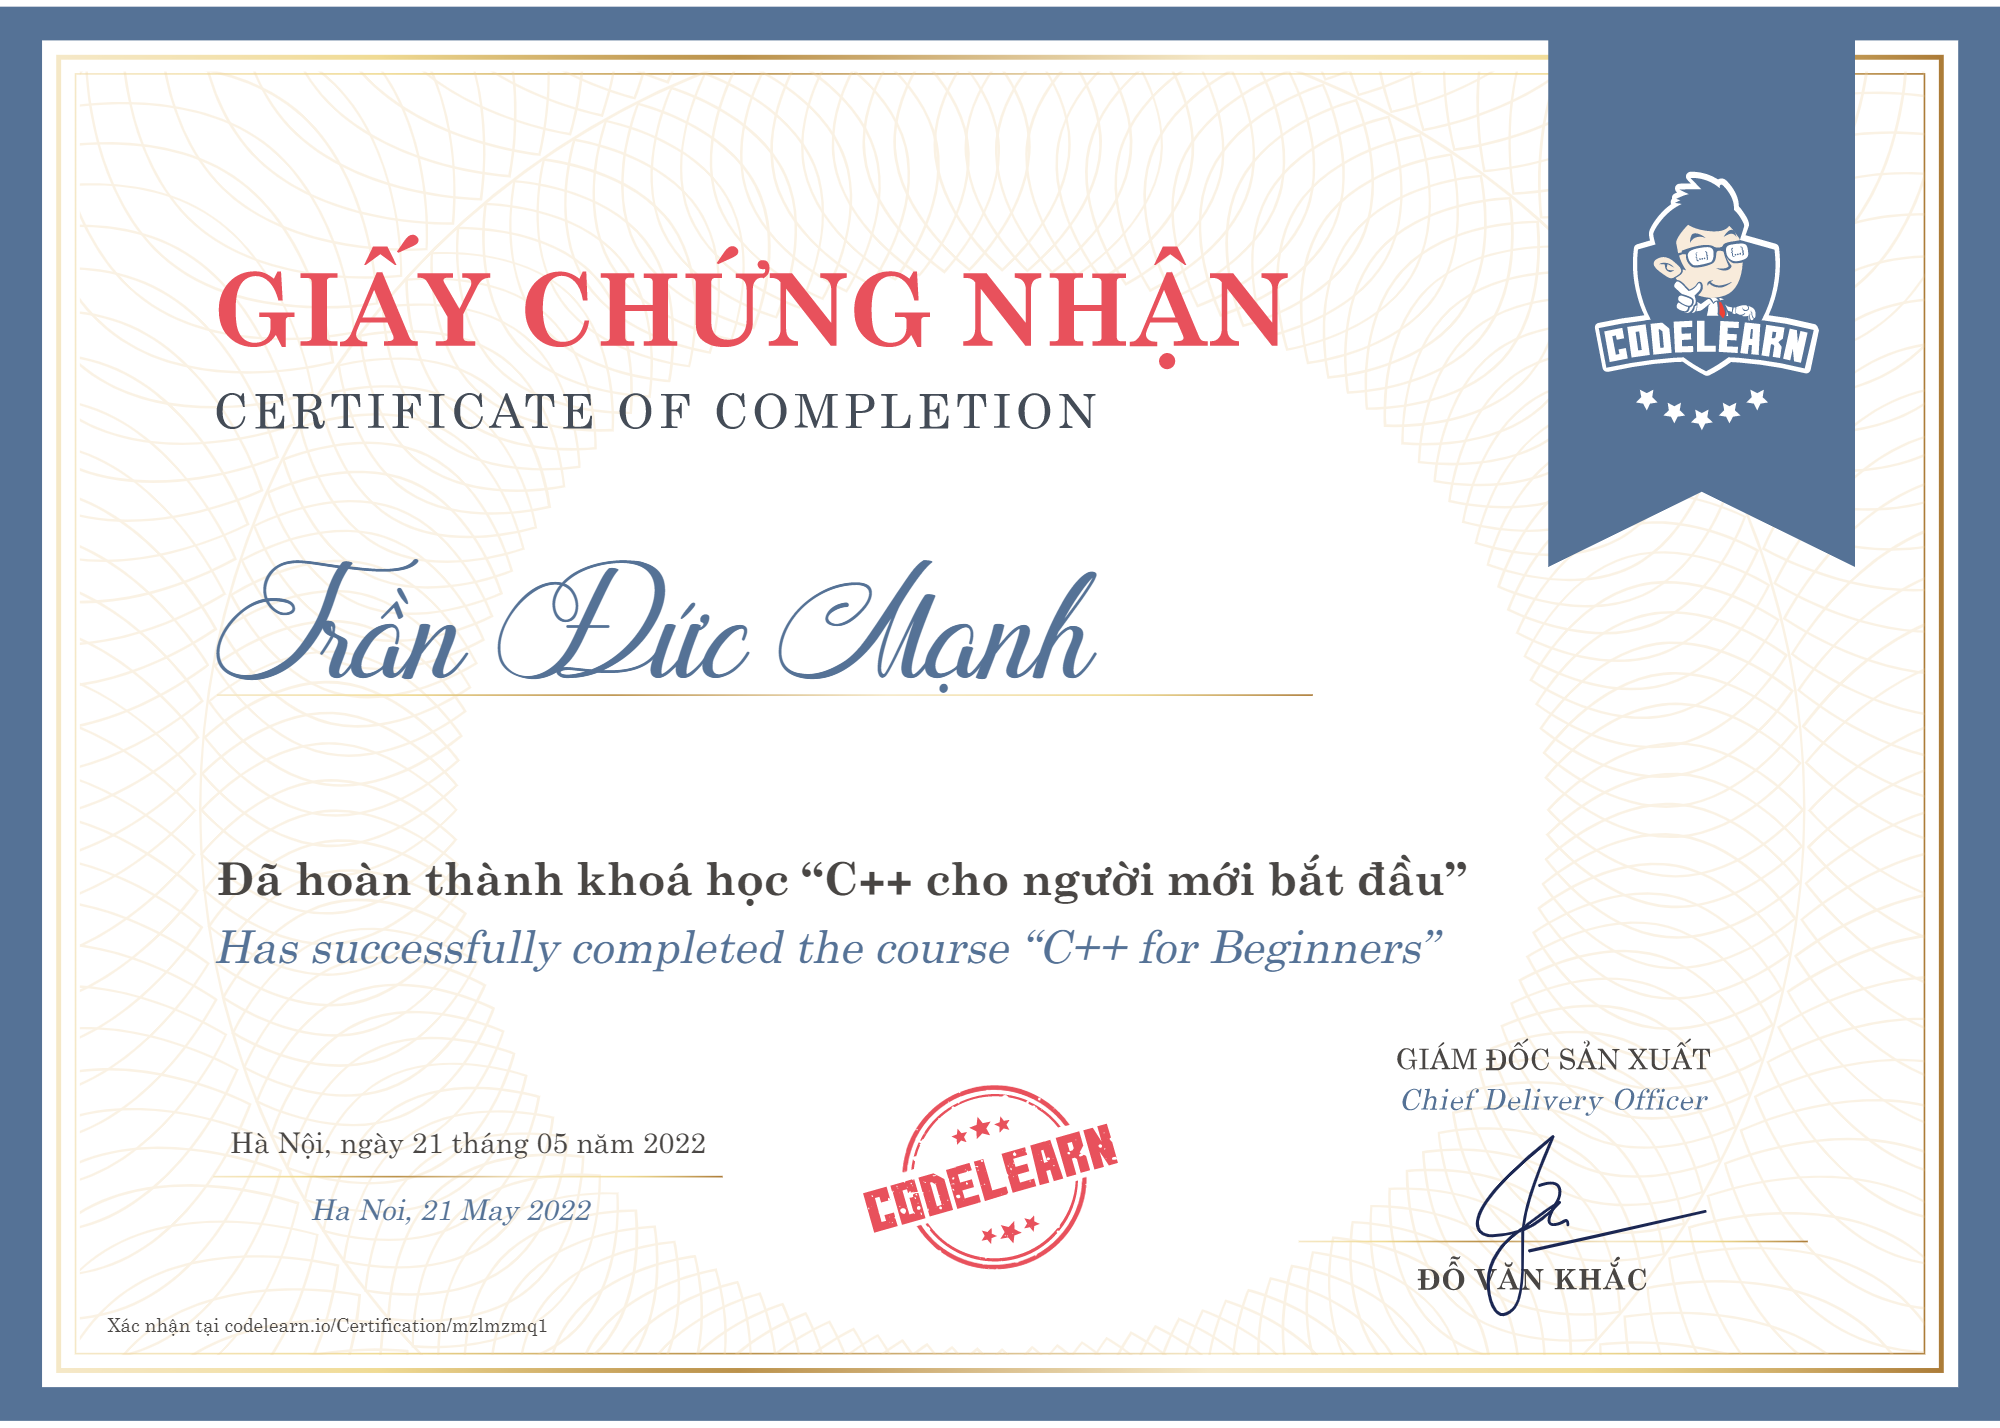 GIẤY CHỨNG NHẬN
CERTIFICATE OF COMPLETION
{...} {...}
CODELEARN
Trần Đức Mạnh
Đã hoàn thành khoá học “C++ cho người mới bắt đầu”
Has successfully completed the course “C++ for Beginners”
GIÁM ĐỐC SẢN XUẤT
Chief Delivery Officer
Hà Nội, ngày 21 tháng 05 năm 2022
Ha Noi, 21 May 2022
CODELEARN
ĐỖ VĂN KHẮC
Xác nhận tại codelearn.io/Certification/mzlmzmq1